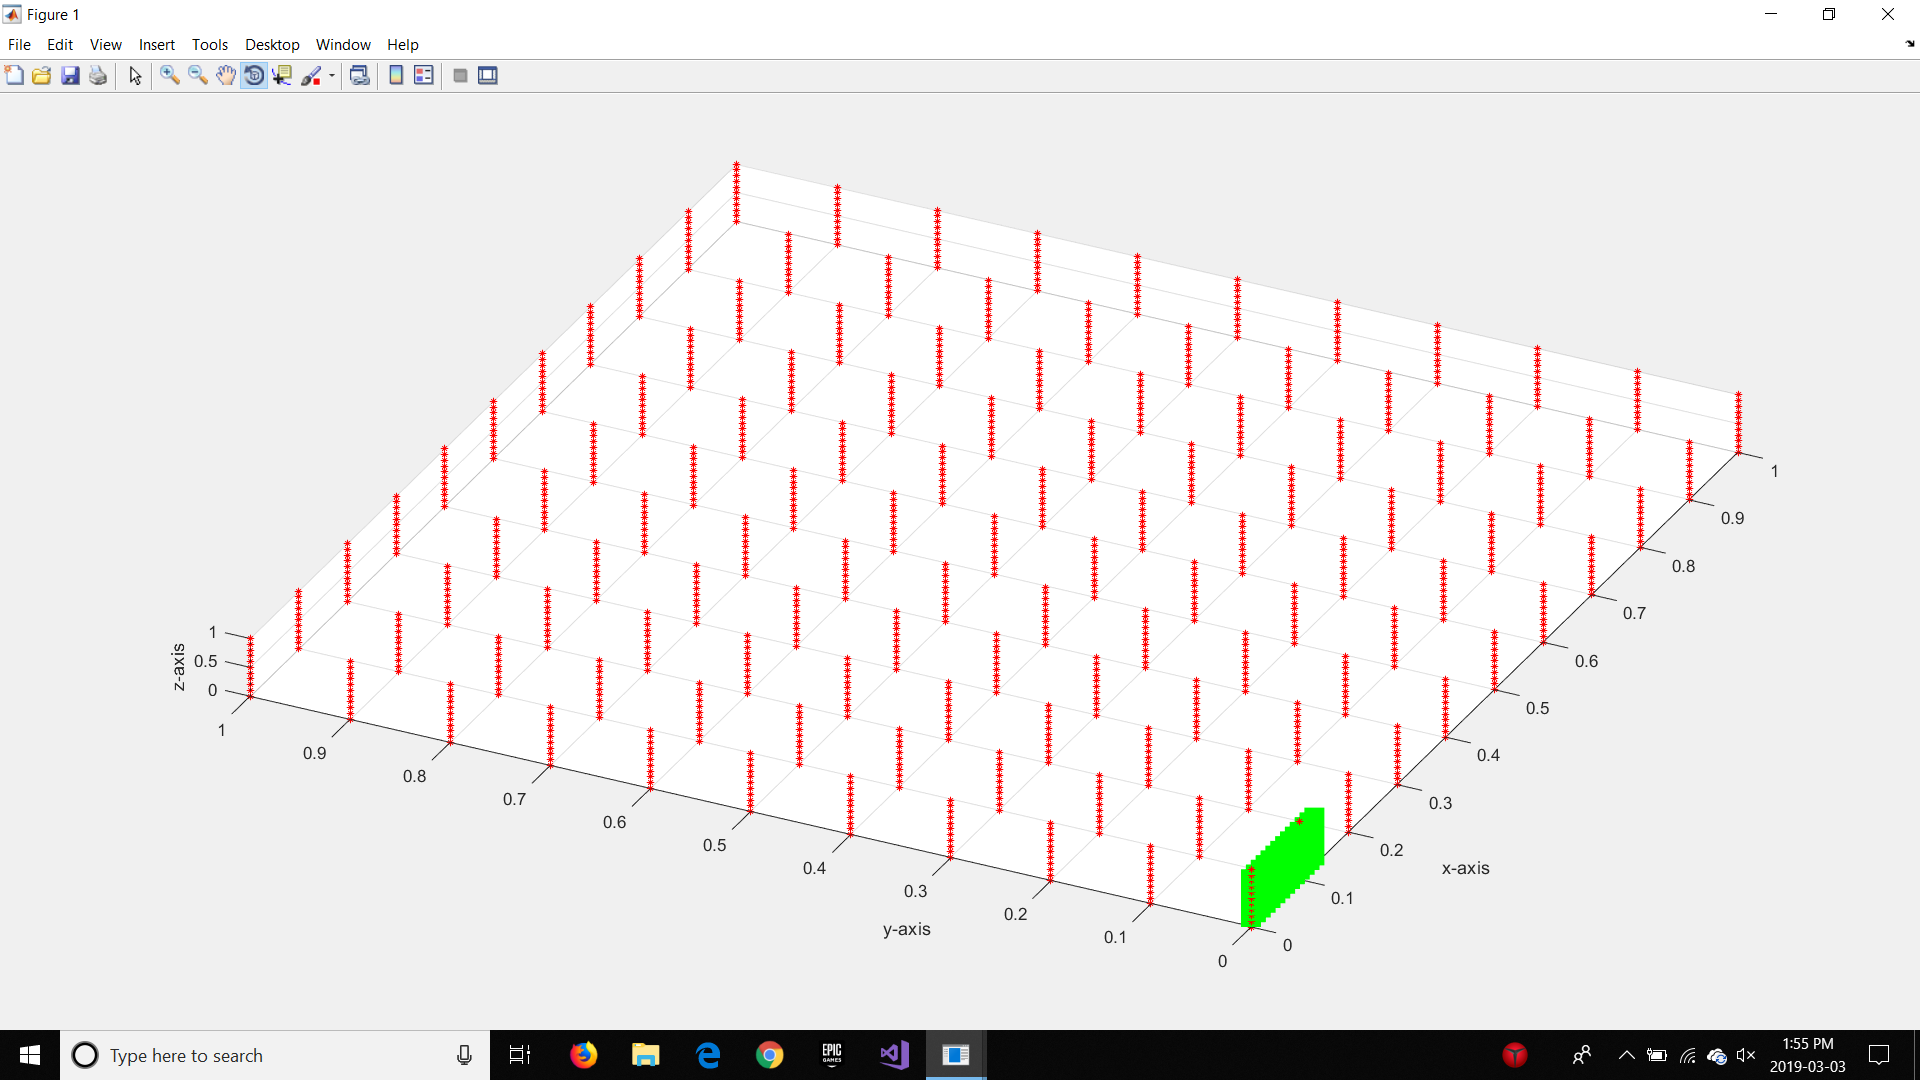 Figure 1
File Edit View Insert Tools Desktop Window Help
z-axis
1
0.5
0
1
0.9
0.8
0.7
0.6
0.5
0.4
0.3
0.2
0.1
0
y-axis
0
0.1
0.2
0.3
0.4
0.5
0.6
0.7
0.8
0.9
1
x-axis
Type here to search
EPIC
GAMES
1:55 PM
2019-03-03